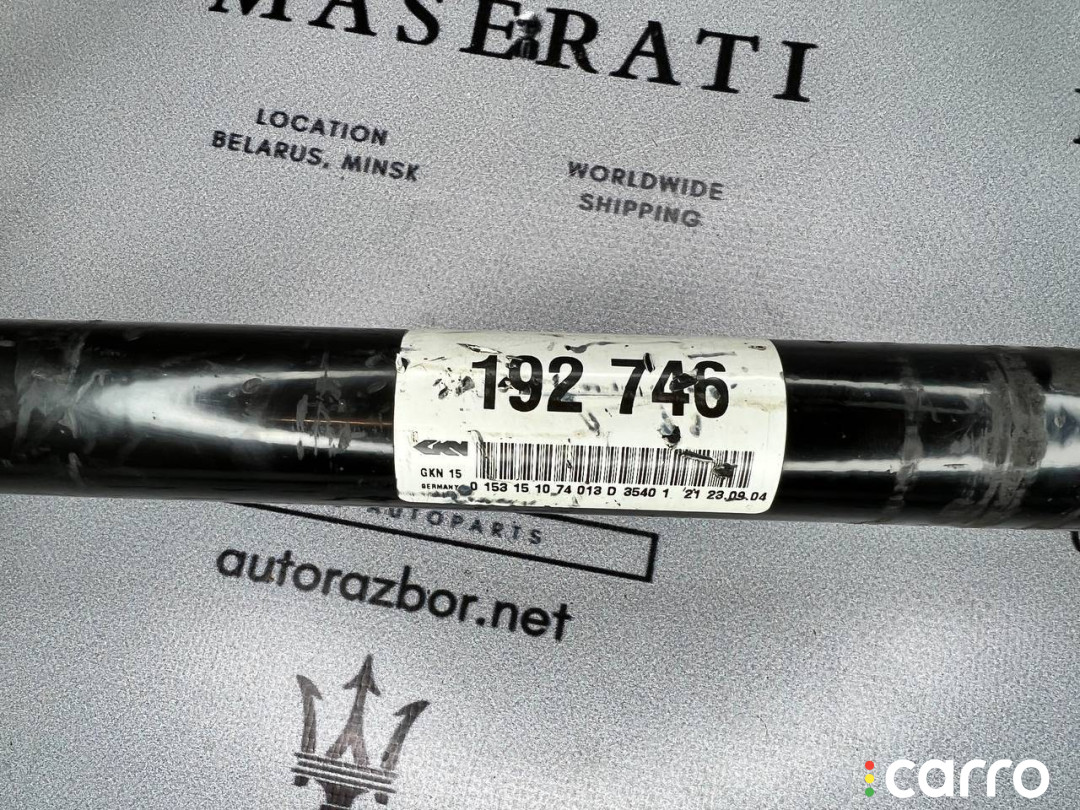 MASERATI
LOCATION
BELARUS, MINSK
WORLDWIDE
SHIPPING
192 746
GKN
GKN 15
GERMANY
0 153 15 10 74 013 D 3540 1 21 23.09.04
AUTOPARTS
autorazbor.net
carro